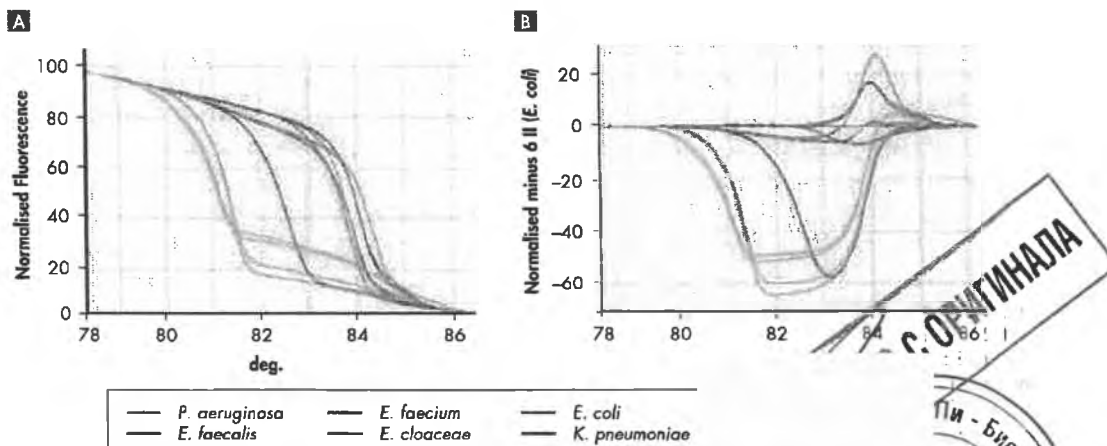 A
B
100
80
60
40
20
0
78
80
82
84
86
Normalised Fluorescence
deg.
20
0
-20
-40
-60
78
80
82
84
86
Normalised minus 6 II (E. coli)
С ОРИГИНАЛА
P. aeruginosa
E. faecium
E. coli
E. faecalis
E. cloaceae
K. pneumoniae